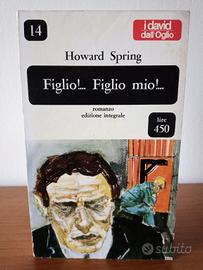 14
i david
dall'Oglio
Howard Spring
Figlio!... Figlio mio!...
romanzo
edizione integrale
lire
450
subito